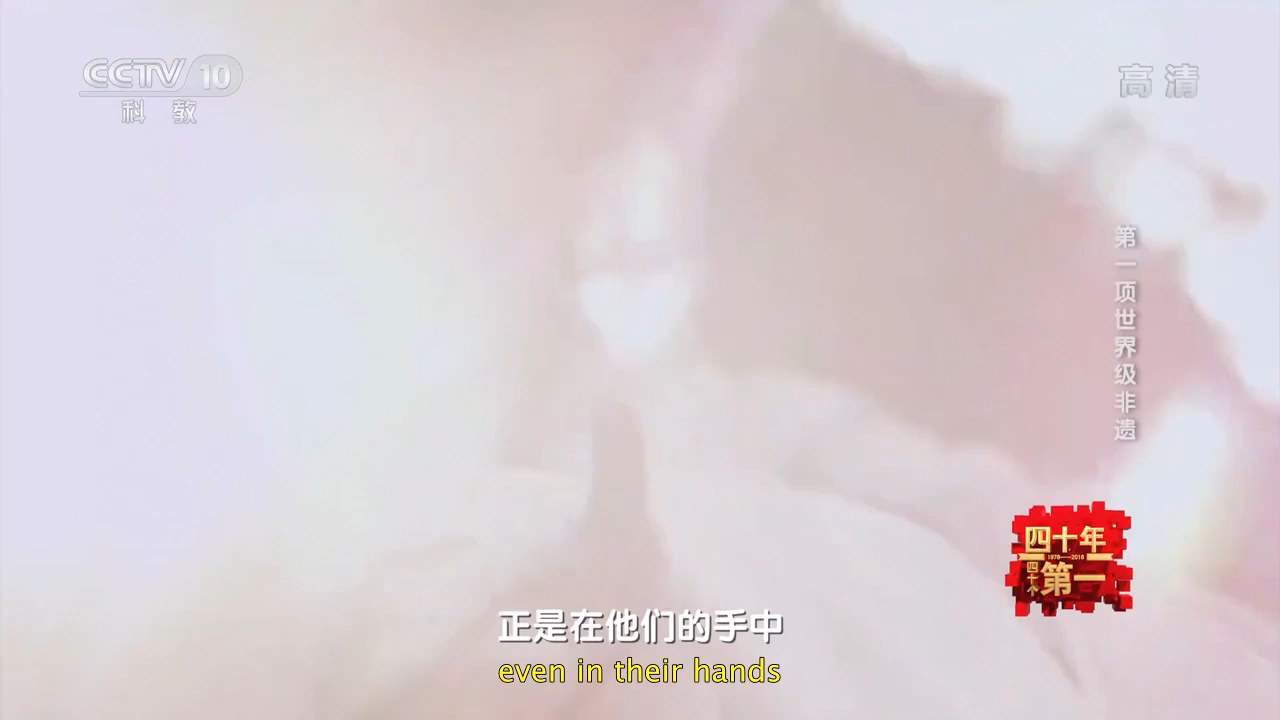 CCTV 10
科 教
高清
第一项世界级非遗
四十年
1978——2018
四十个
第一
正是在他们的手中
even in their hands